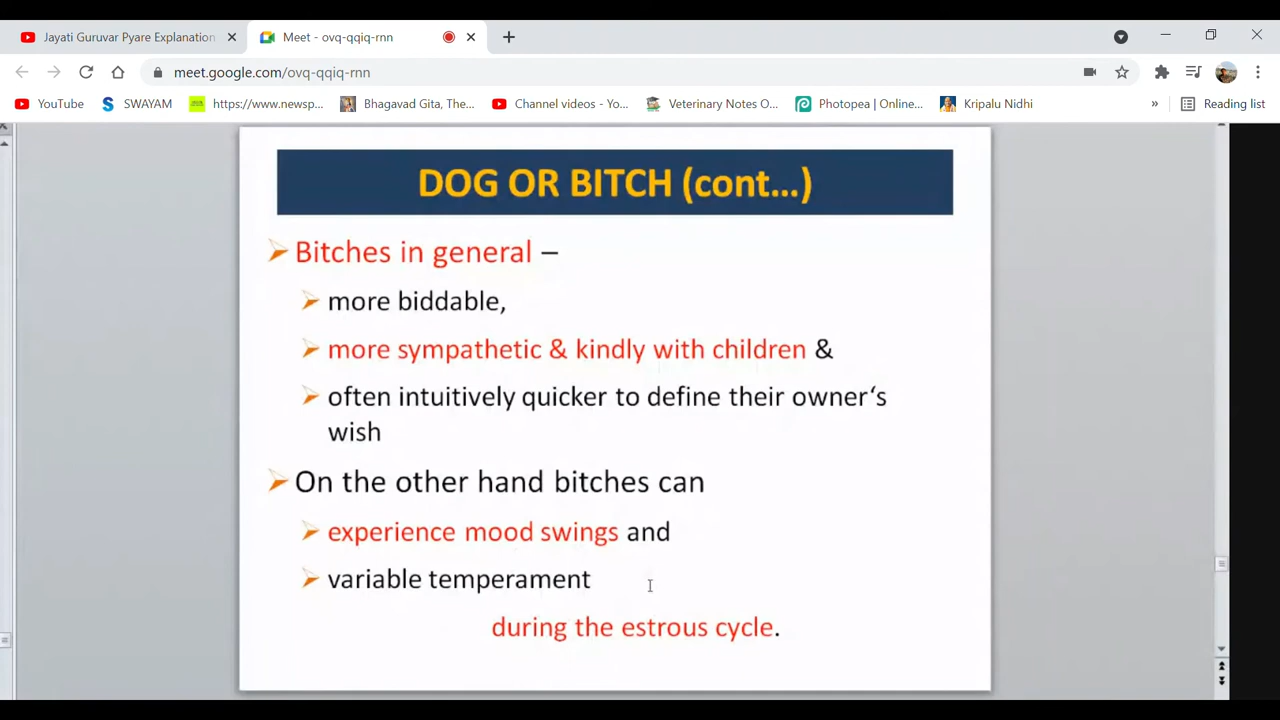 Jayati Guruvar Pyare Explanation
Meet - ovq-qqiq-rnn
meet.google.com/ovq-qqiq-rnn
YouTube
SWAYAM
https://www.newsp...
Bhagavad Gita, The...
Channel videos - Yo...
Veterinary Notes O...
Photopea | Online...
Kripalu Nidhi
»
Reading list
DOG OR BITCH (cont...)
Bitches in general –
more biddable,
more sympathetic & kindly with children &
often intuitively quicker to define their owner‘s
wish
On the other hand bitches can
experience mood swings and
variable temperament
during the estrous cycle.